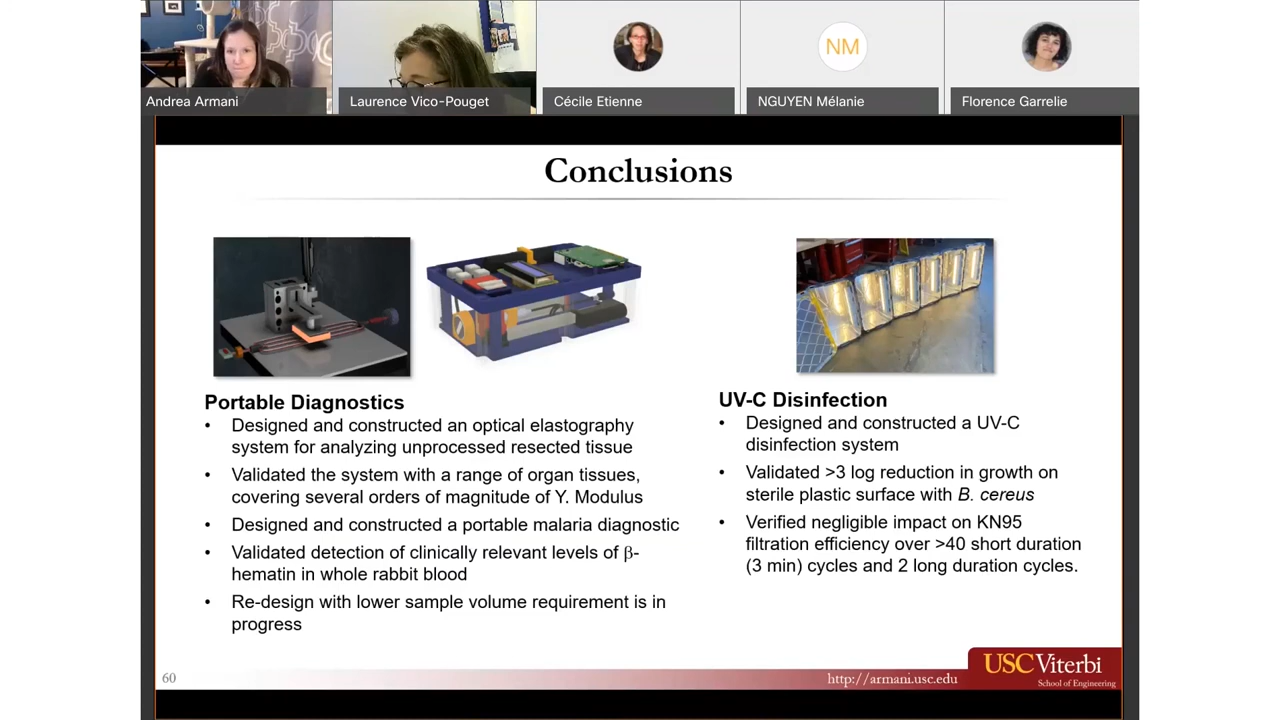 Andrea Armani
Laurence Vico-Pouget
Cécile Etienne
NM
NGUYEN Mélanie
Florence Garrelie
Conclusions
Portable Diagnostics
• Designed and constructed an optical elastography
system for analyzing unprocessed resected tissue
• Validated the system with a range of organ tissues,
covering several orders of magnitude of Y. Modulus
• Designed and constructed a portable malaria diagnostic
• Validated detection of clinically relevant levels of β-
hematin in whole rabbit blood
• Re-design with lower sample volume requirement is in
progress
UV-C Disinfection
• Designed and constructed a UV-C
disinfection system
• Validated >3 log reduction in growth on
sterile plastic surface with B. cereus
• Verified negligible impact on KN95
filtration efficiency over >40 short duration
(3 min) cycles and 2 long duration cycles.
60
http://armani.usc.edu
USC Viterbi
School of Engineering